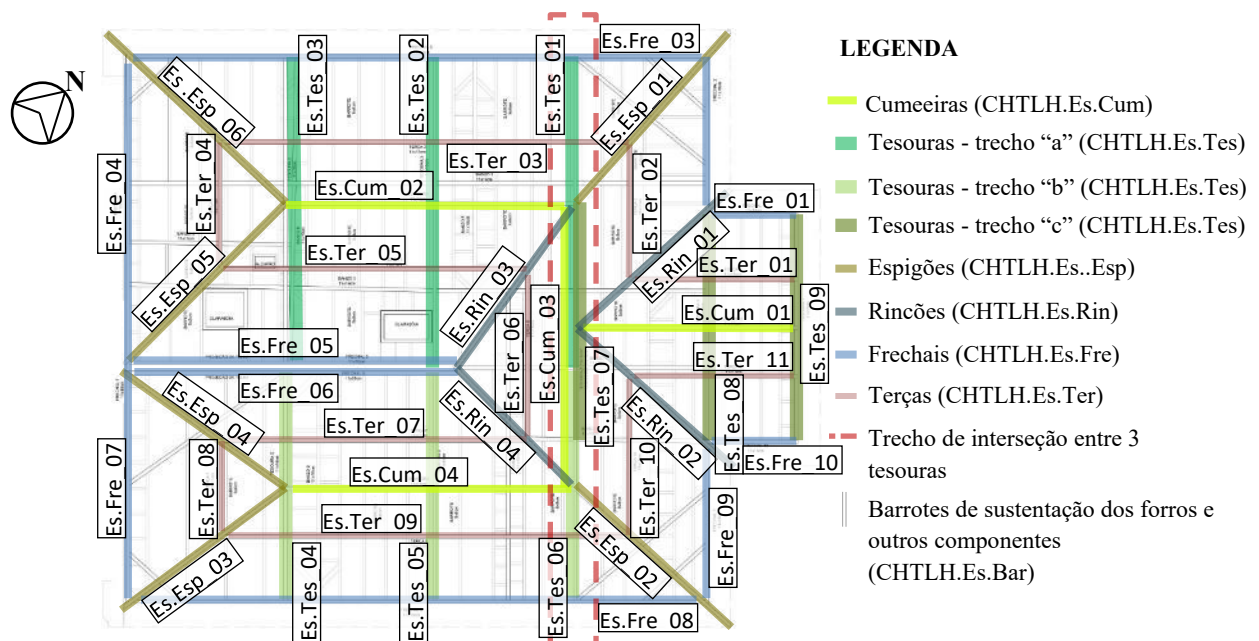 Es.Fre_03
N
Es.Tes_03
Es.Tes_02
Es.Tes_01
Es.Esp_01
Es.Esp_06
Es.Ter_04
Es.Ter_03
Es.Ter_02
Es.Fre_04
Es.Cum_02
Es.Fre_01
Es.Rin_01
Es.Ter_05
Es.Esp_05
Es.Rin_03
Es.Ter_01
Es.Cum_03
Es.Cum_01
Es.Tes_09
Es.Fre_05
Es.Ter_06
Es.Ter_11
Es.Fre_06
Es.Tes_07
Es.Esp_04
Es.Rin_04
Es.Rin_02
Es.Tes_08
Es.Ter_07
Es.Fre_07
Es.Ter_08
Es.Cum_04
Es.Ter_10
Es.Fre_10
Es.Fre_09
Es.Ter_09
Es.Esp_03
Es.Tes_04
Es.Tes_05
Es.Tes_06
Es.Esp_02
Es.Fre_08
LEGENDA
Cumeeiras (CHTLH.Es.Cum)
Tesouras - trecho “a” (CHTLH.Es.Tes)
Tesouras - trecho “b” (CHTLH.Es.Tes)
Tesouras - trecho “c” (CHTLH.Es.Tes)
Espigões (CHTLH.Es..Esp)
Rincões (CHTLH.Es.Rin)
Frechais (CHTLH.Es.Fre)
Terças (CHTLH.Es.Ter)
Trecho de interseção entre 3
tesouras
Barrotes de sustentação dos forros e
outros componentes
(CHTLH.Es.Bar)